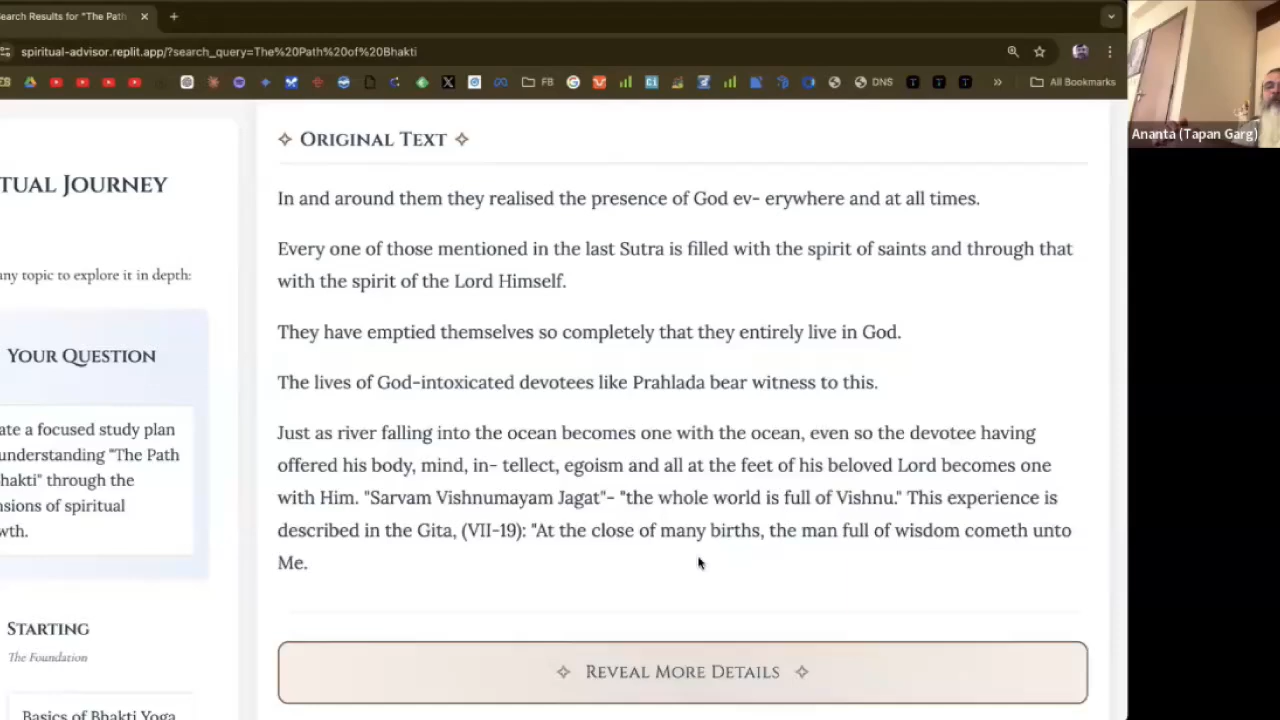 earch Results for "The Path
spiritual-advisor.replit.app/?search_query=The%20Path%20of%20Bhakti
FB
DNS
All Bookmarks
Ananta (Tapan Garg)
TUAL JOURNEY
any topic to explore it in depth:
YOUR QUESTION
ate a focused study plan
understanding "The Path
hakti" through the
nsions of spiritual
wth.
STARTING
The Foundation
Basics of Bhakti Yoga
ORIGINAL TEXT
In and around them they realised the presence of God ev- erywhere and at all times.
Every one of those mentioned in the last Sutra is filled with the spirit of saints and through that
with the spirit of the Lord Himself.
They have emptied themselves so completely that they entirely live in God.
The lives of God-intoxicated devotees like Prahlada bear witness to this.
Just as river falling into the ocean becomes one with the ocean, even so the devotee having
offered his body, mind, in- tellect, egoism and all at the feet of his beloved Lord becomes one
with Him. "Sarvam Vishnumayam Jagat"- "the whole world is full of Vishnu." This experience is
described in the Gita, (VII-19): "At the close of many births, the man full of wisdom cometh unto
Me.
REVEAL MORE DETAILS